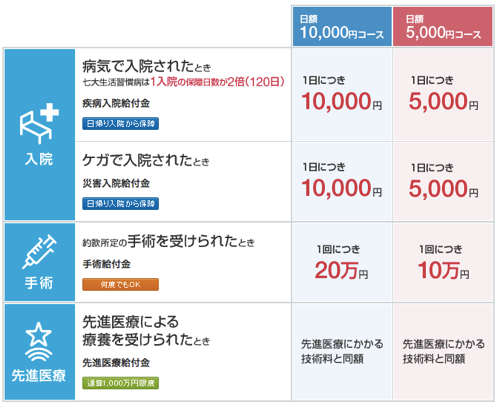 日額
10,000円コース
日額
5,000円コース
入院
病気で入院されたとき
七大生活習慣病は1入院の保障日数が2倍(120日)
疾病入院給付金
日帰り入院から保障
1日につき
10,000円
1日につき
5,000円
ケガで入院されたとき
災害入院給付金
日帰り入院から保障
1日につき
10,000円
1日につき
5,000円
手術
約款所定の手術を受けられたとき
手術給付金
何度でもOK
1回につき
20万円
1回につき
10万円
先進医療
先進医療による
療養を受けられたとき
先進医療給付金
通算1,000万円限度
先進医療にかかる
技術料と同額
先進医療にかかる
技術料と同額